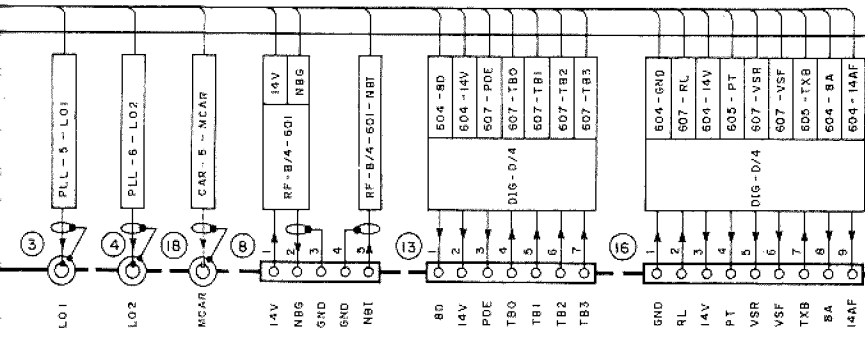 PLL-5-LO1
PLL-6-LO2
CAR-5-MCAR
14V
NBG
RF-8/4-601
RF-8/4-601-NBI
604-8D
604-14V
607-PDE
607-TB0
607-TB1
607-TB2
607-TB3
DIG-D/4
604-GND
607-RL
604-14V
605-PT
607-VSR
607-VSF
605-TXB
604-8A
604-14AF
DIG-D/4
3
4
18
8
1
2
3
4
5
13
1
2
3
4
5
6
7
16
1
2
3
4
5
6
7
8
9
LO1
LO2
MCAR
14V
NBG
GND
GND
NBI
8D
14V
PDE
TB0
TB1
TB2
TB3
GND
RL
14V
PT
VSR
VSF
TXB
8A
14AF